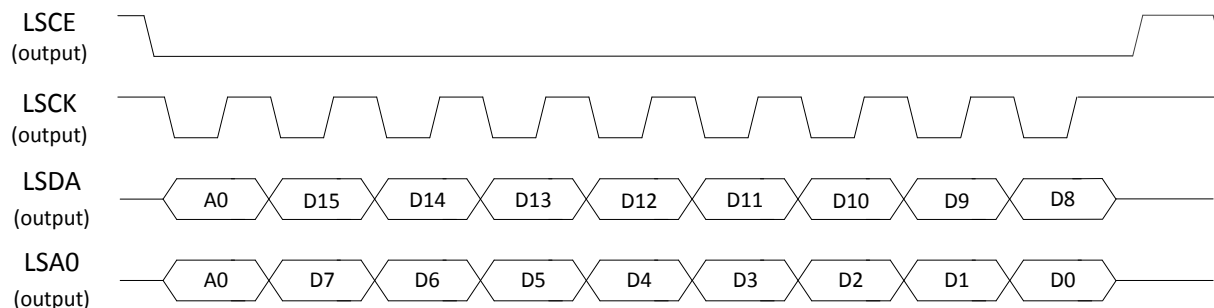 LSCE
(output)
LSCK
(output)
LSDA
(output)
A0 D15 D14 D13 D12 D11 D10 D9 D8
LSA0
(output)
A0 D7 D6 D5 D4 D3 D2 D1 D0